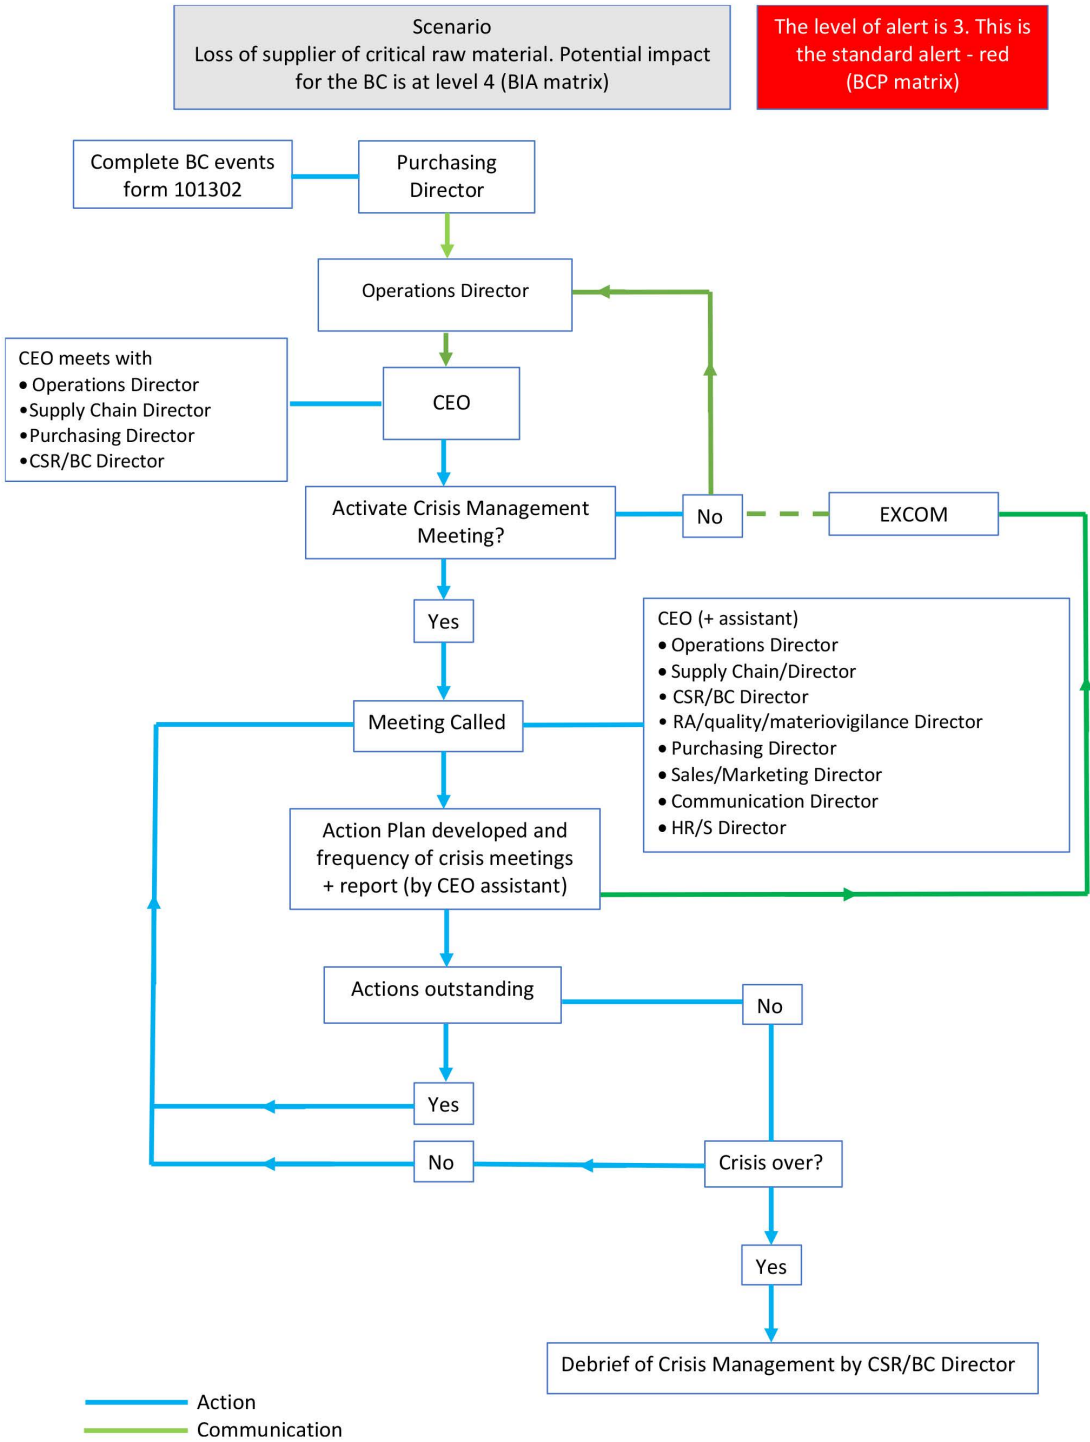 Scenario
Loss of supplier of critical raw material. Potential impact
for the BC is at level 4 (BIA matrix)
The level of alert is 3. This is
the standard alert - red
(BCP matrix)
Complete BC events
form 101302
Purchasing
Director
Operations Director
CEO meets with
• Operations Director
•Supply Chain Director
•Purchasing Director
•CSR/BC Director
CEO
Activate Crisis Management
Meeting?
No
EXCOM
Yes
CEO (+ assistant)
• Operations Director
• Supply Chain/Director
• CSR/BC Director
• RA/quality/materiovigilance Director
• Purchasing Director
• Sales/Marketing Director
• Communication Director
• HR/S Director
Meeting Called
Action Plan developed and
frequency of crisis meetings
+ report (by CEO assistant)
Actions outstanding
No
Yes
No
Crisis over?
Yes
Debrief of Crisis Management by CSR/BC Director
Action
Communication